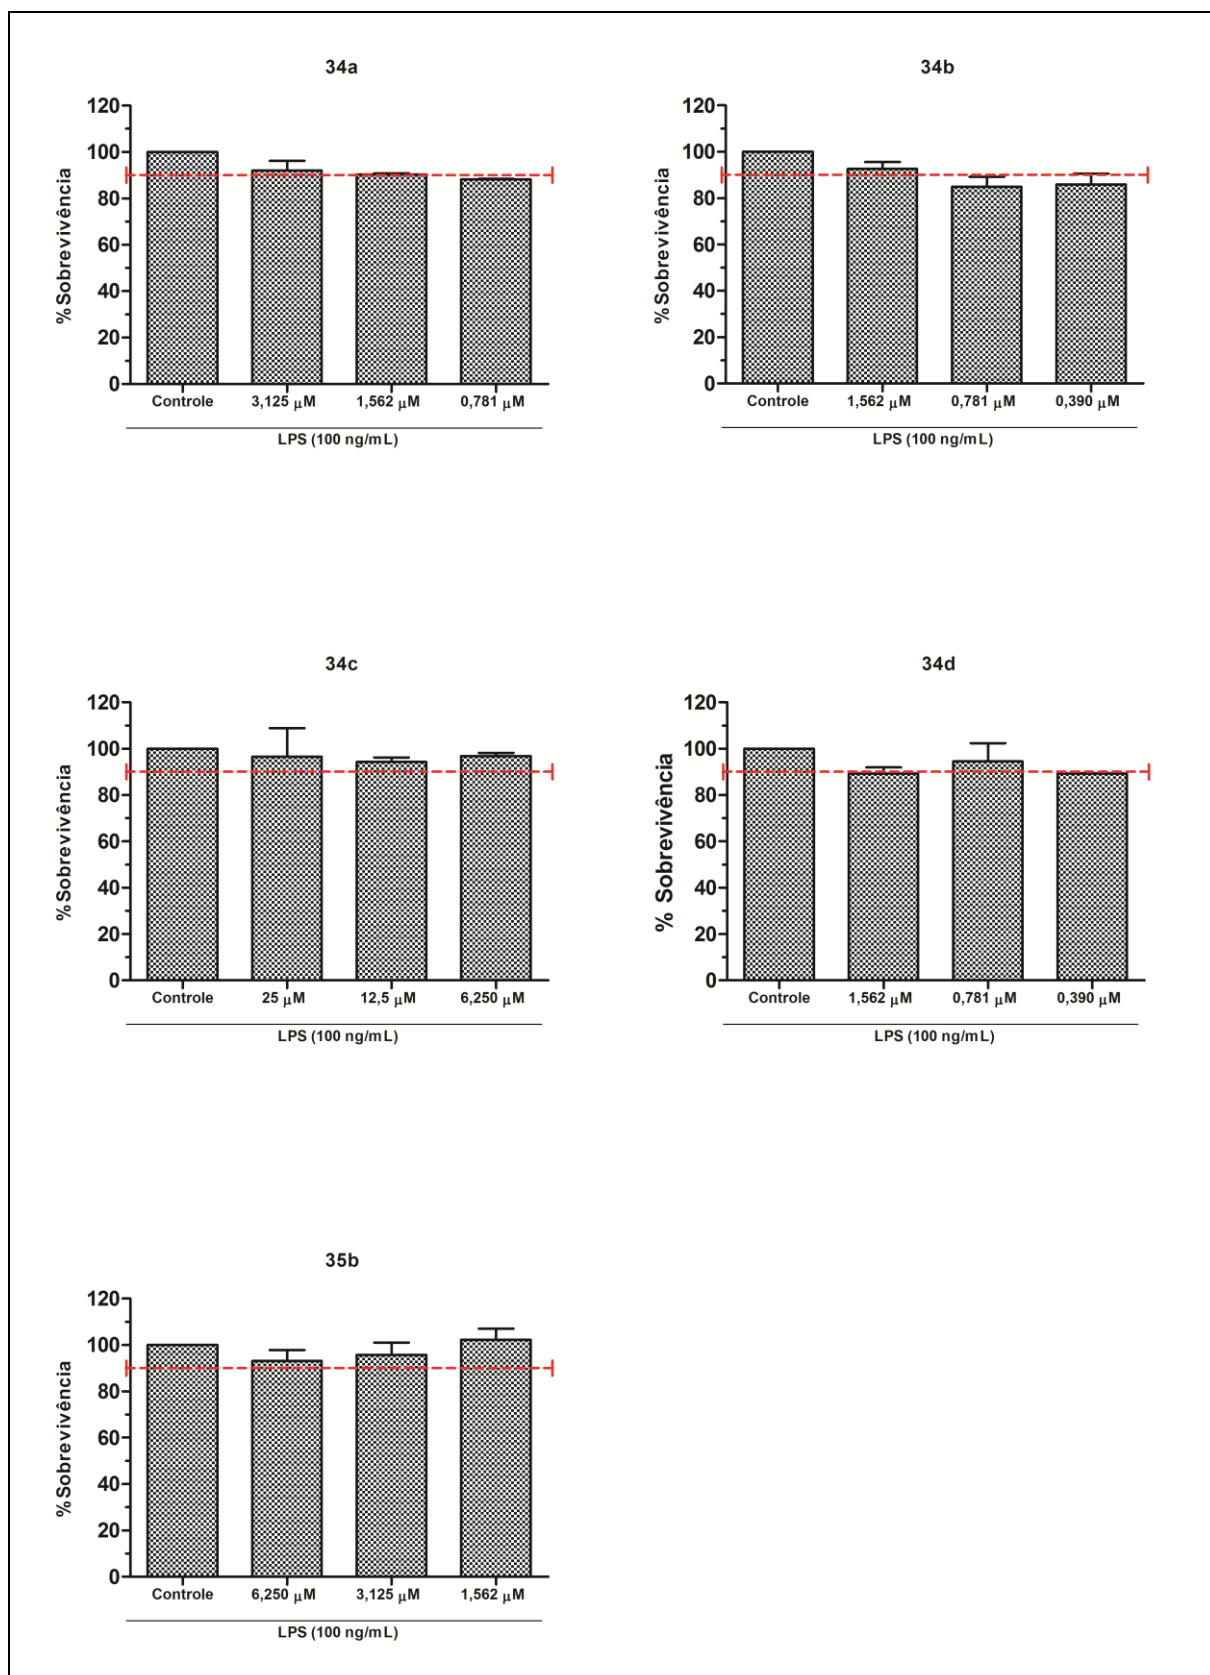 34a
%Sobrevivência
120
100
80
60
40
20
0
Controle 3,125 μM 1,562 μM 0,781 μM
LPS (100 ng/mL)
34b
%Sobrevivência
120
100
80
60
40
20
0
Controle 1,562 μM 0,781 μM 0,390 μM
LPS (100 ng/mL)
34c
%Sobrevivência
120
100
80
60
40
20
0
Controle 25 μM 12,5 μM 6,250 μM
LPS (100 ng/mL)
34d
% Sobrevivência
120
100
80
60
40
20
0
Controle 1,562 μM 0,781 μM 0,390 μM
LPS (100 ng/mL)
35b
%Sobrevivência
120
100
80
60
40
20
0
Controle 6,250 μM 3,125 μM 1,562 μM
LPS (100 ng/mL)